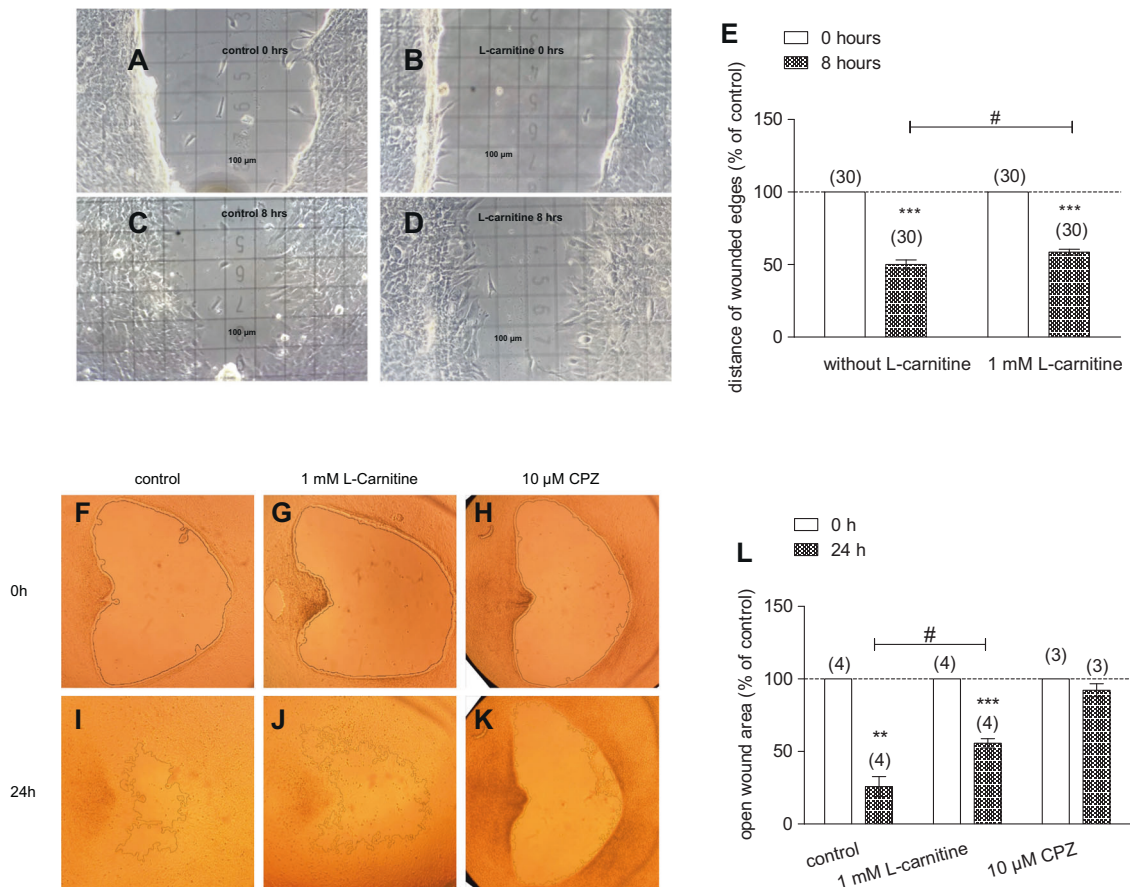 A
control 0 hrs
100 µm
B
L-carnitine 0 hrs
100 µm
C
control 8 hrs
100 µm
D
L-carnitine 8 hrs
100 µm
E
0 hours
8 hours
distance of wounded edges (% of control)
150
100
50
0
#
(30)
***
(30)
(30)
***
(30)
without L-carnitine
1 mM L-carnitine
control
1 mM L-Carnitine
10 µM CPZ
0h
F
G
H
24h
I
J
K
L
0 h
24 h
open wound area (% of control)
150
100
50
0
#
(4)
**
(4)
(4)
***
(4)
(3)
(3)
control
1 mM L-carnitine
10 µM CPZ